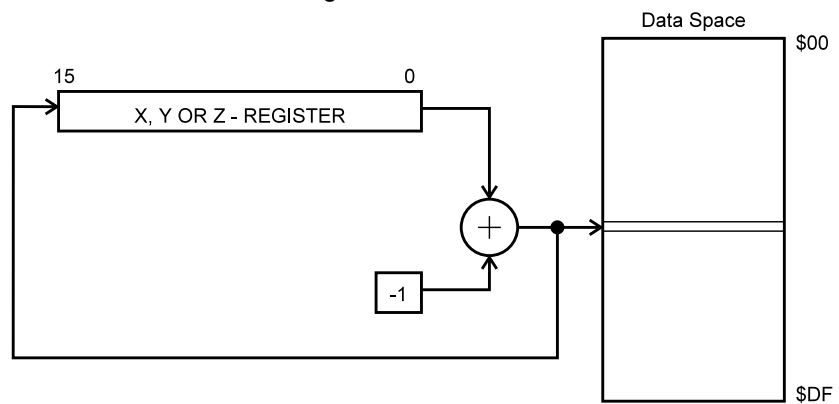 Data Space
$00
15 0
X, Y OR Z - REGISTER
+
-1
$DF